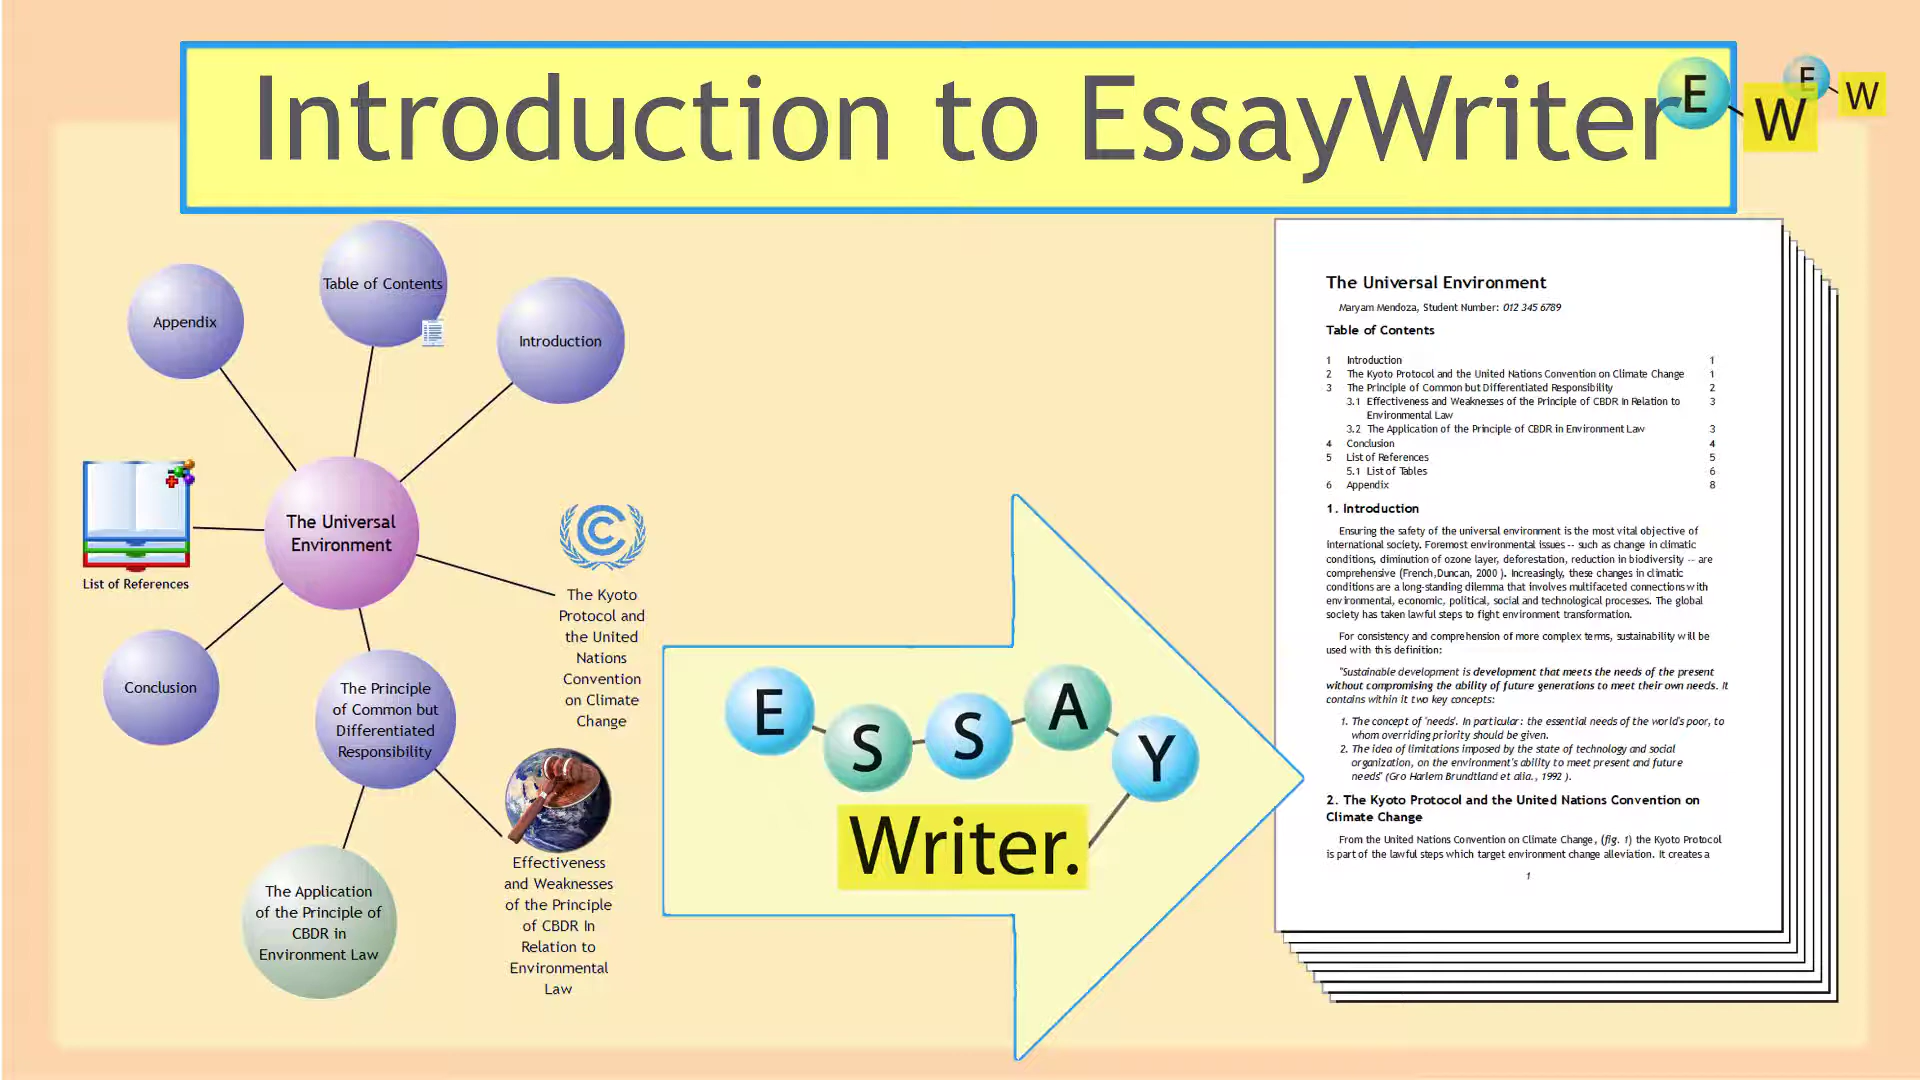 Introduction to EssayWriter
E
W
E
W
Appendix
Table of Contents
Introduction
List of References
The Universal
Environment
The Kyoto
Protocol and
the United
Nations
Convention
on Climate
Change
Conclusion
The Principle
of Common but
Differentiated
Responsibility
The Application
of the Principle of
CBDR in
Environment Law
Effectiveness
and Weaknesses
of the Principle
of CBDR In
Relation to
Environmental
Law
E S S A Y
Writer.
The Universal Environment
Maryam Mendoza, Student Number: 012 345 6789
Table of Contents
1 Introduction 1
2 The Kyoto Protocol and the United Nations Convention on Climate Change 1
3 The Principle of Common but Differentiated Responsibility 2
3.1 Effectiveness and Weaknesses of the Principle of CBDR In Relation to 3
Environmental Law
3.2 The Application of the Principle of CBDR in Environment Law 3
4 Conclusion 4
5 List of References 5
5.1 List of Tables 6
6 Appendix 8
1. Introduction
Ensuring the safety of the universal environment is the most vital objective of
international society. Foremost environmental issues -- such as change in climatic
conditions, diminution of ozone layer, deforestation, reduction in biodiversity -- are
comprehensive (French,Duncan, 2000 ). Increasingly, these changes in climatic
conditions are a long-standing dilemma that involves multifaceted connections with
environmental, economic, political, social and technological processes. The global
society has taken lawful steps to fight environment transformation.
For consistency and comprehension of more complex terms, sustainability will be
used with this definition:
"Sustainable development is development that meets the needs of the present
without compromising the ability of future generations to meet their own needs. It
contains within it two key concepts:
1. The concept of 'needs'. In particular: the essential needs of the world's poor, to
whom overriding priority should be given.
2. The idea of limitations imposed by the state of technology and social
organization, on the environment's ability to meet present and future
needs" (Gro Harlem Brundtland et alia., 1992 ).
2. The Kyoto Protocol and the United Nations Convention on
Climate Change
From the United Nations Convention on Climate Change, (fig. 1) the Kyoto Protocol
is part of the lawful steps which target environment change alleviation. It creates a
1